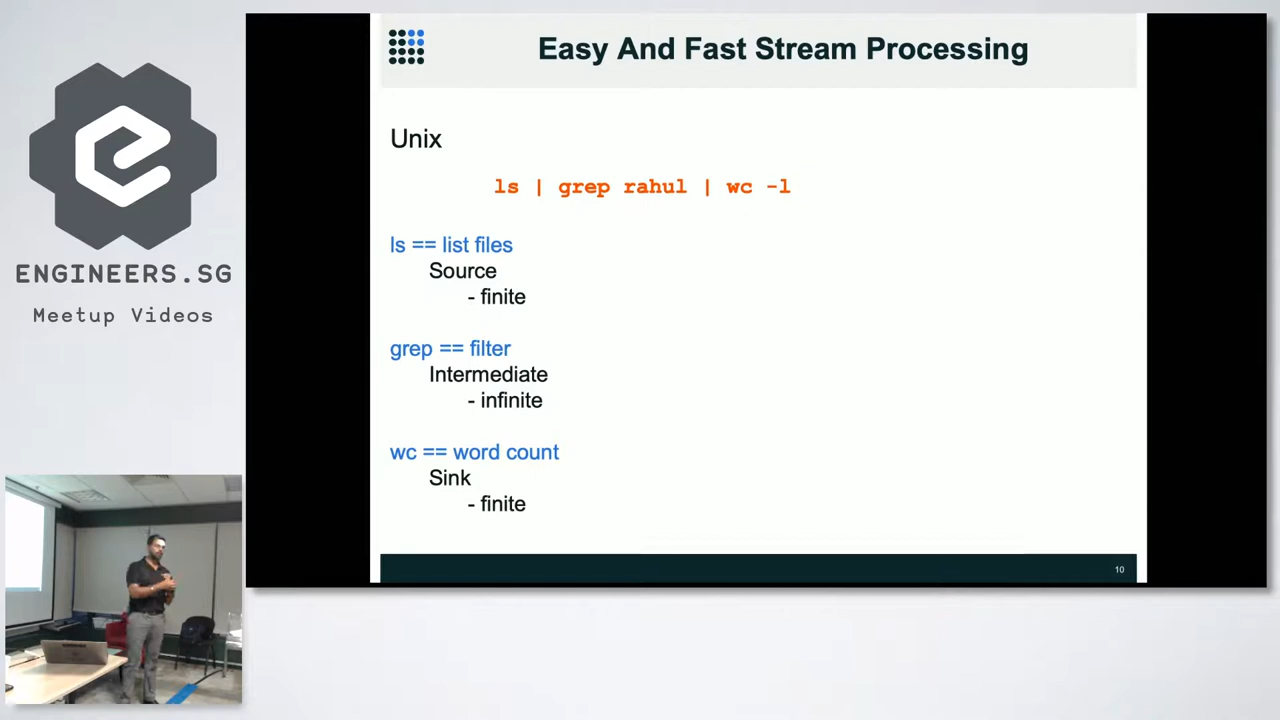 Easy And Fast Stream Processing
Unix
ls | grep rahul | wc -l
ls == list files
Source
- finite
grep == filter
Intermediate
- infinite
wc == word count
Sink
- finite
10
ENGINEERS.SG
Meetup Videos